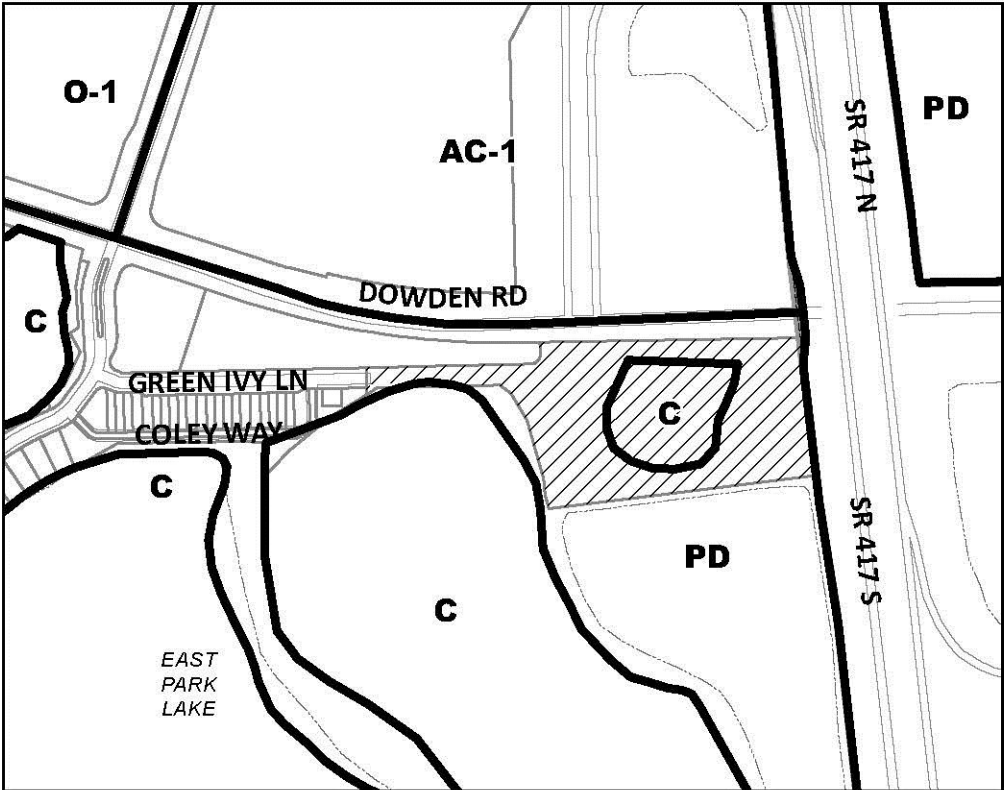 O-1
PD
SR 417 N
AC-1
DOWDEN RD
C
GREEN IVY LN
C
COLEY WAY
C
SR 417 S
PD
C
EAST
PARK
LAKE